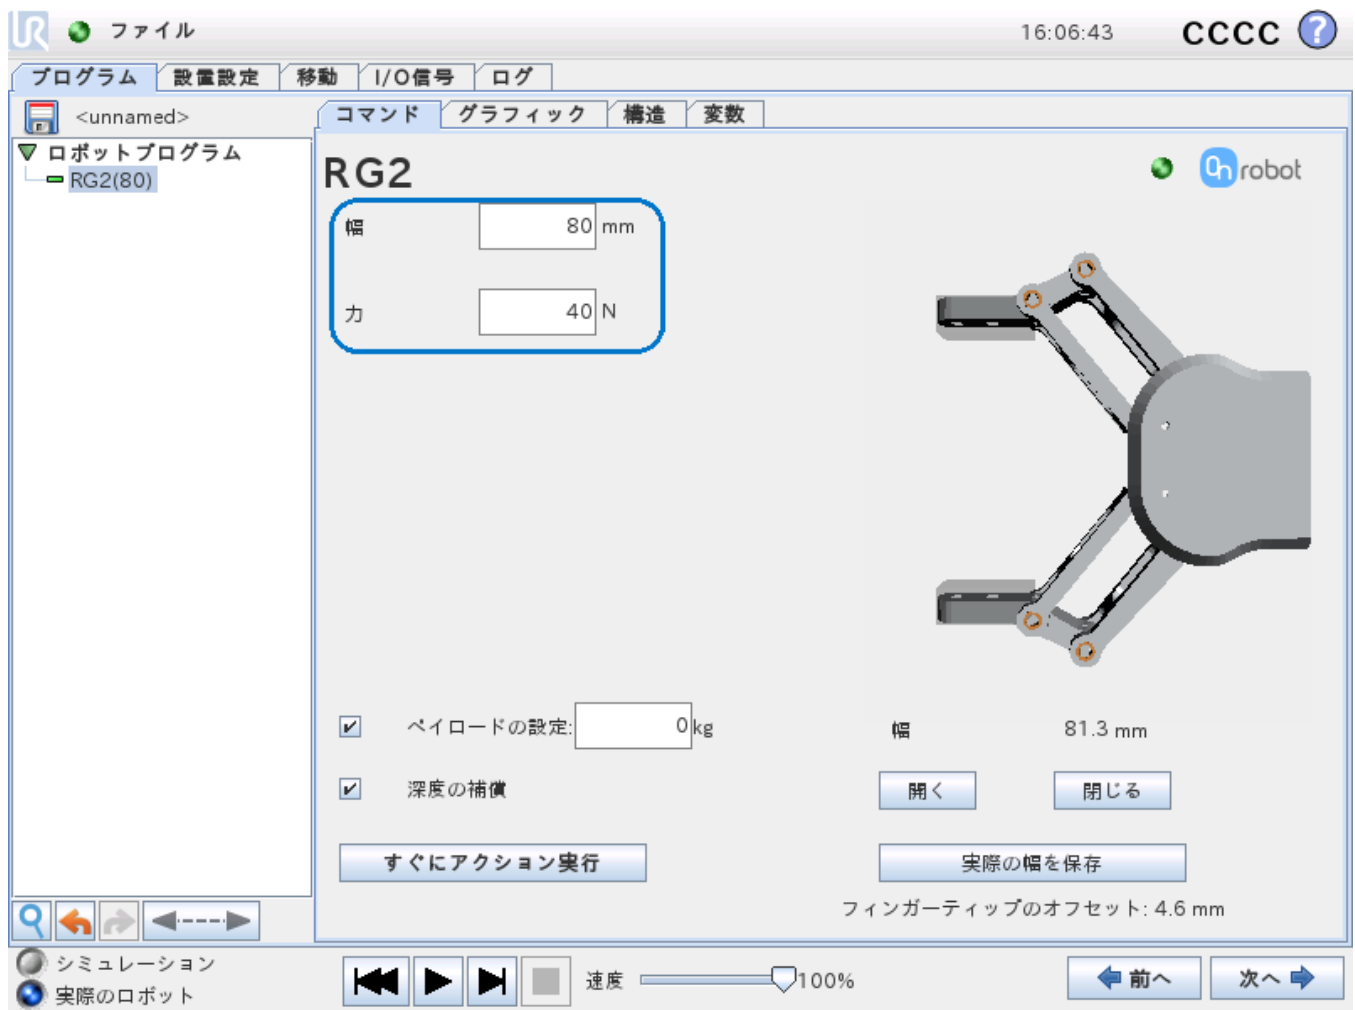 UR ファイル 16:06:43 CCCC ?
プログラム 設置設定 移動 I/O信号 ログ
<unnamed> コマンド グラフィック 構造 変数
ロボットプログラム
RG2(80)
RG2 On robot
幅 80 mm
力 40 N
ペイロードの設定: 0 kg 幅 81.3 mm
深度の補償 開く 閉じる
すぐにアクション実行 実際の幅を保存
フィンガーティップのオフセット: 4.6 mm
シミュレーション
実際のロボット 速度 100% 前へ 次へ